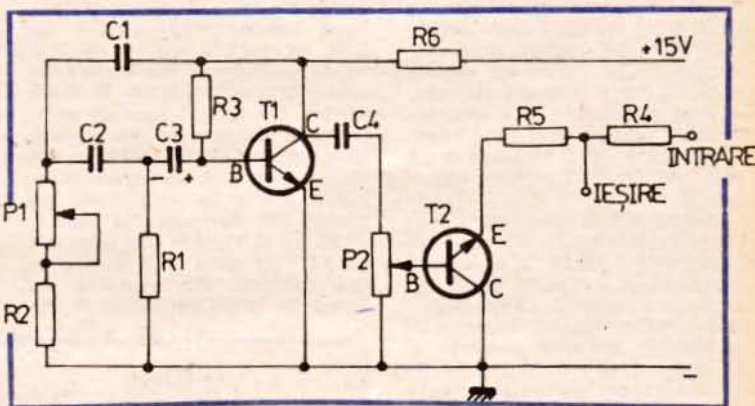 C1
R6
+15V
R3
T1
C
C4
R5
R4
C2
C3
INTRARE
- +
B
E
IEȘIRE
P1
T2
R1
P2
E
B
C
R2
-